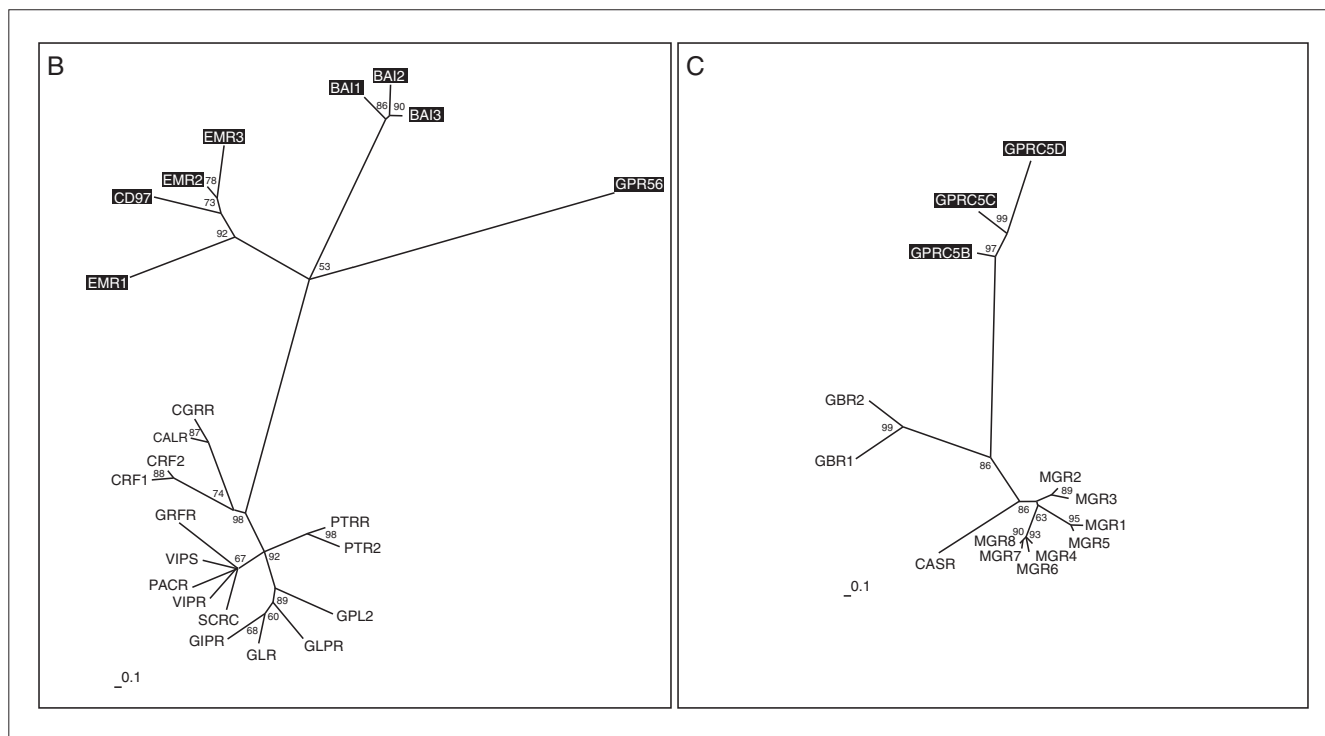 B
BAI2
BAI1
86
90
BAI3
EMR3
EMR2
78
CD97
73
GPR56
92
53
EMR1
CGRR
87
CALR
CRF2
88
CRF1
74
98
GRFR
PTRR
98
PTR2
VIPS
67
92
PACR
VIPR
89
SCRC
60
GPL2
GIPR
68
GLR
GLPR
0.1
C
GPRC5D
GPRC5C
99
97
GPRC5B
GBR2
99
GBR1
86
MGR2
89
MGR3
86
63
95
MGR1
MGR5
90
93
MGR8
MGR7
MGR4
MGR6
CASR
0.1